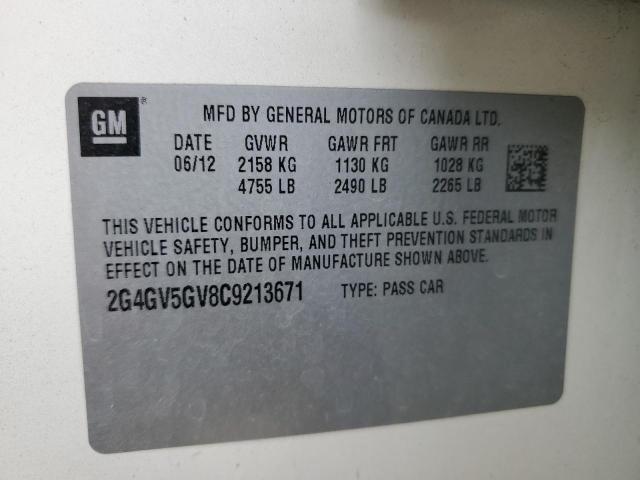 GM®
MFD BY GENERAL MOTORS OF CANADA LTD.
DATE GVWR GAWR FRT GAWR RR
06/12 2158 KG 1130 KG 1028 KG
4755 LB 2490 LB 2265 LB
THIS VEHICLE CONFORMS TO ALL APPLICABLE U.S. FEDERAL MOTOR
VEHICLE SAFETY, BUMPER, AND THEFT PREVENTION STANDARDS IN
EFFECT ON THE DATE OF MANUFACTURE SHOWN ABOVE.
2G4GV5GV8C9213671 TYPE: PASS CAR